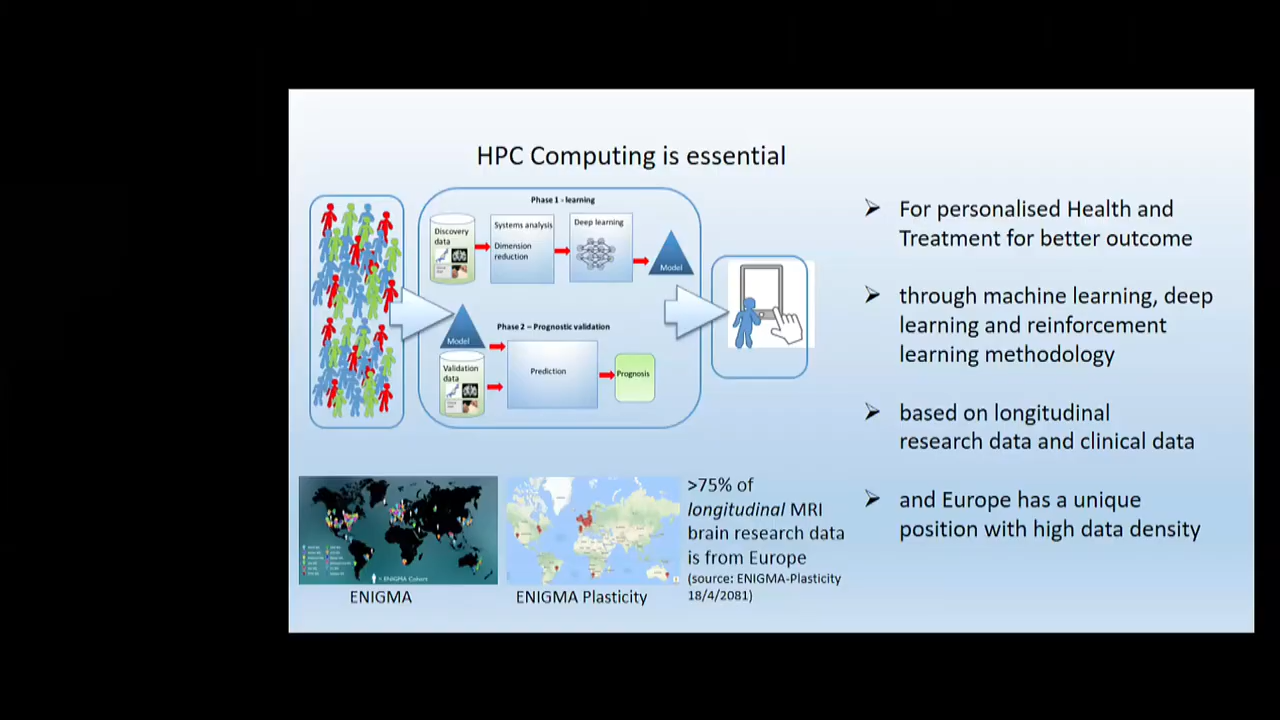 HPC Computing is essential
Phase 1 - learning
Discovery
data
Systems analysis
Dimension
reduction
Deep learning
Model
Phase 2 – Prognostic validation
Model
Validation
data
Prediction
Prognosis
For personalised Health and
Treatment for better outcome
through machine learning, deep
learning and reinforcement
learning methodology
based on longitudinal
research data and clinical data
and Europe has a unique
position with high data density
= ENIGMA Cohort
ENIGMA
ENIGMA Plasticity
>75% of
longitudinal MRI
brain research data
is from Europe
(source: ENIGMA-Plasticity
18/4/2081)